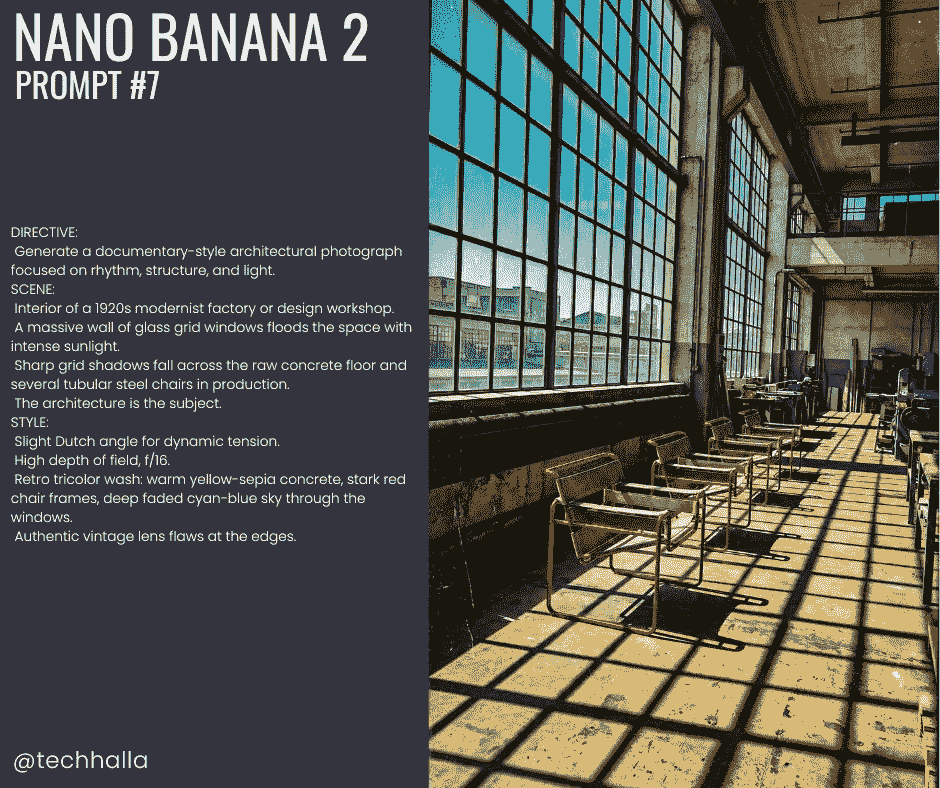 NANO BANANA 2
PROMPT #7
DIRECTIVE:
Generate a documentary-style architectural photograph
focused on rhythm, structure, and light.
SCENE:
Interior of a 1920s modernist factory or design workshop.
A massive wall of glass grid windows floods the space with
intense sunlight.
Sharp grid shadows fall across the raw concrete floor and
several tubular steel chairs in production.
The architecture is the subject.
STYLE:
Slight Dutch angle for dynamic tension.
High depth of field, f/16.
Retro tricolor wash: warm yellow-sepia concrete, stark red
chair frames, deep faded cyan-blue sky through the
windows.
Authentic vintage lens flaws at the edges.
@techhalla